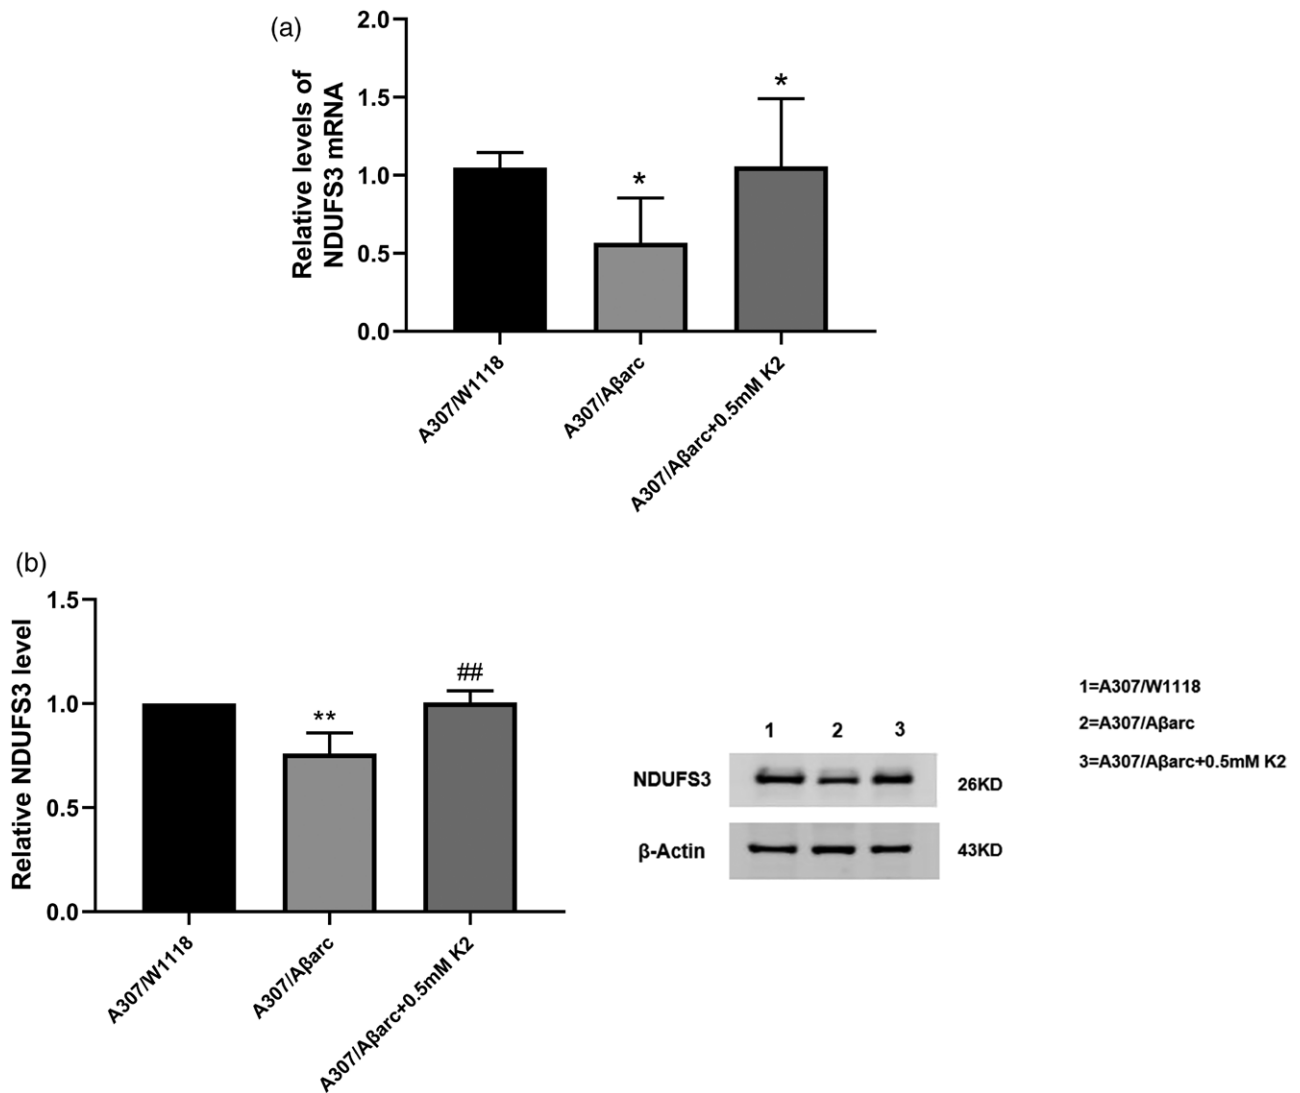 (a)
Relative levels of
NDUFS3 mRNA
2.0
1.5
1.0
0.5
0.0
*
*
A307/W1118
A307/Aβarc
A307/Aβarc+0.5mM K2
(b)
Relative NDUFS3 level
1.5
1.0
0.5
0.0
**
##
A307/W1118
A307/Aβarc
A307/Aβarc+0.5mM K2
1 2 3
NDUFS3 26KD
β-Actin 43KD
1=A307/W1118
2=A307/Aβarc
3=A307/Aβarc+0.5mM K2